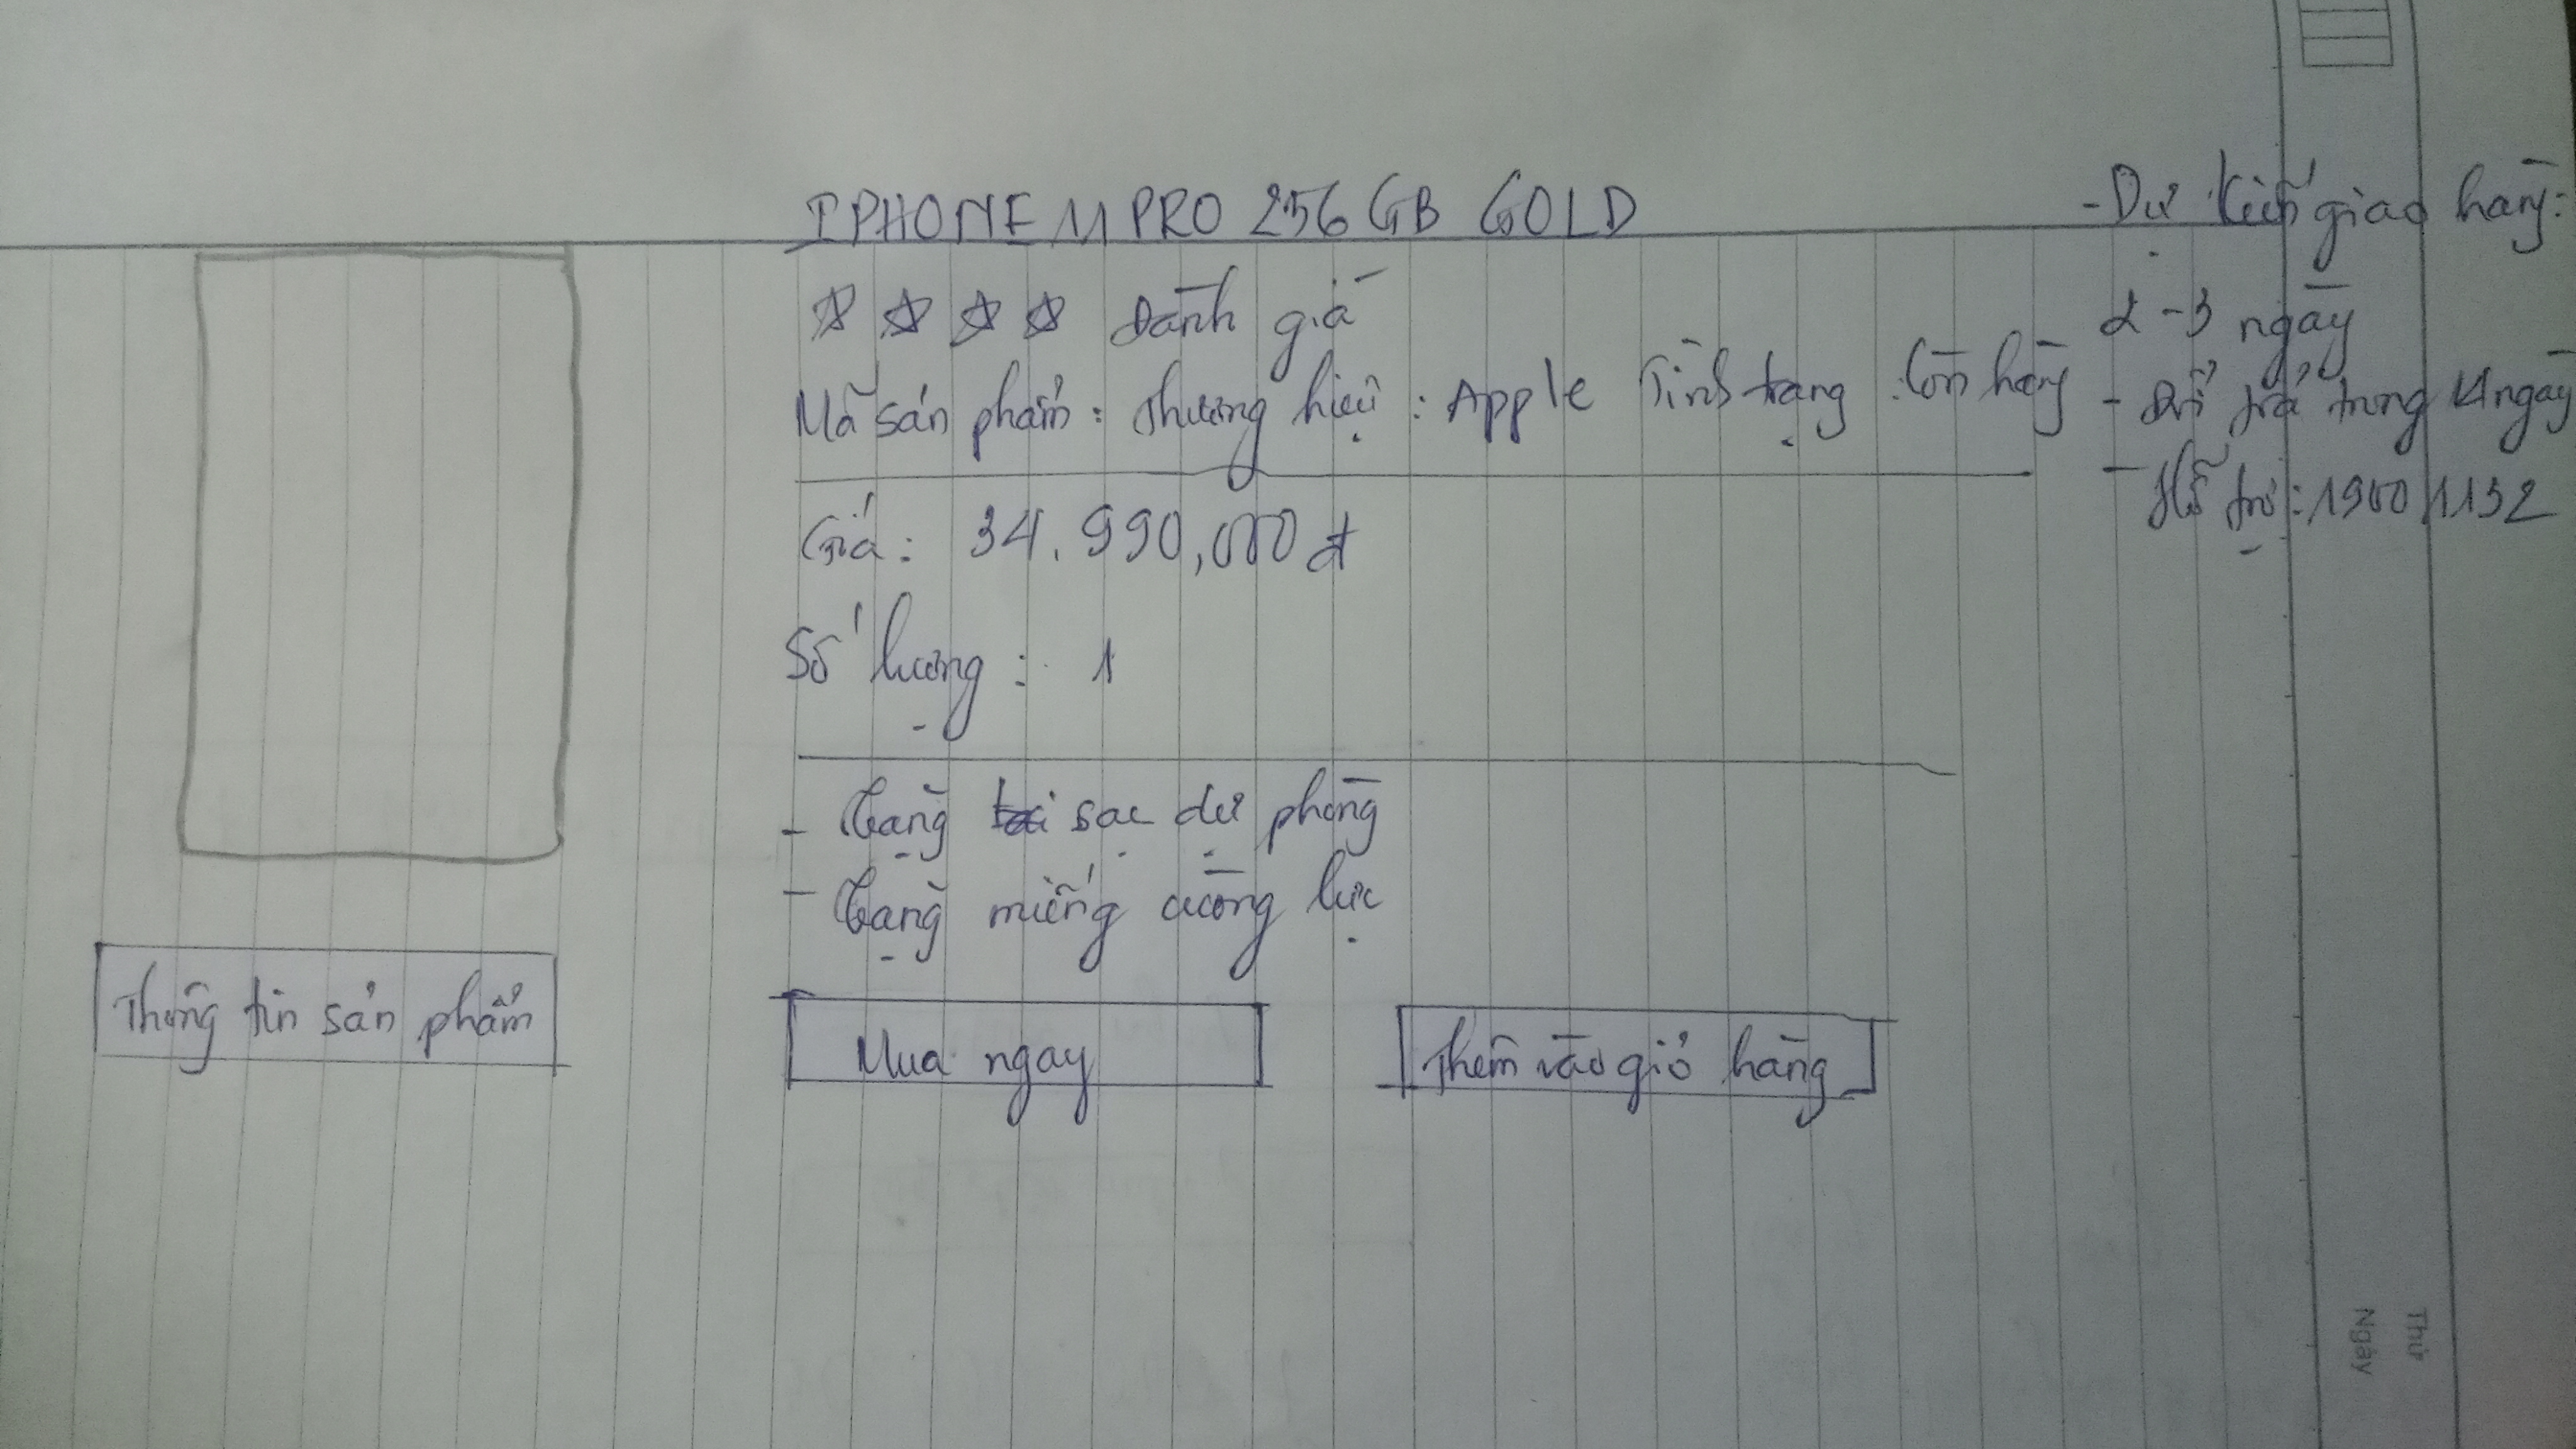 IPHONE 11 PRO 256 GB GOLD
Đánh giá
Mã sản phẩm: Thương hiệu: Apple Tình trạng: Còn hàng
Giá: 34.990,000 đ
Số lượng: 1
- Tặng sạc dự phòng
- Tặng miếng cường lực
Mua ngay
Thêm vào giỏ hàng
Thông tin sản phẩm
- Dự kiến giao hàng:
2-3 ngày
- Đổi trả trong 14 ngày
- Hỗ trợ: 1900 1132
Thứ
Ngày